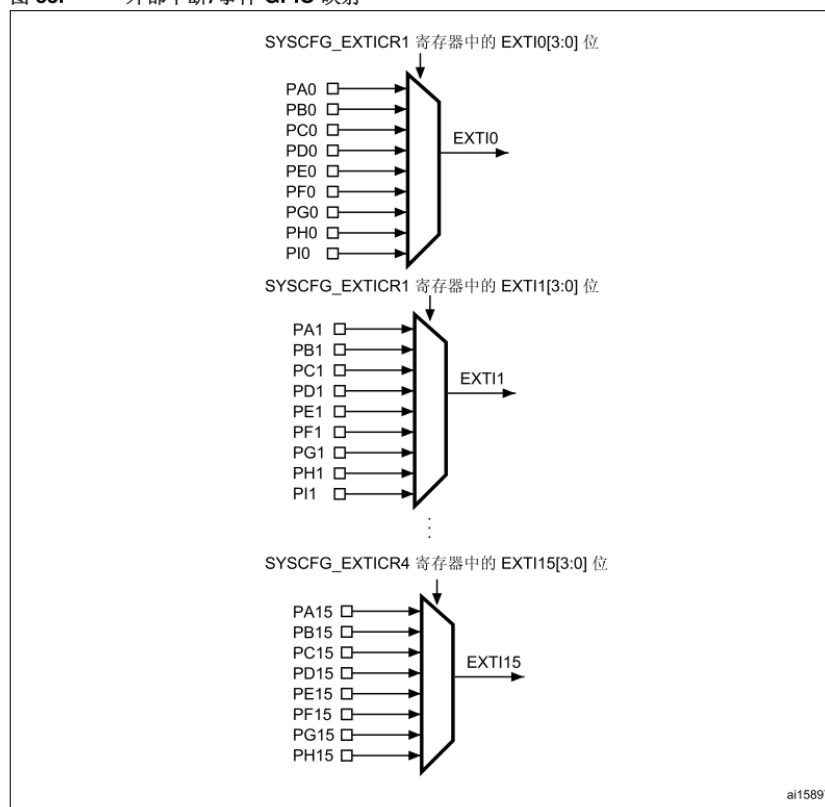 SYSCFG_EXTICR1 寄存器中的 EXTI0[3:0] 位
PA0
PB0
PC0
PD0
PE0
PF0
PG0
PH0
PI0
EXTI0
SYSCFG_EXTICR1 寄存器中的 EXTI1[3:0] 位
PA1
PB1
PC1
PD1
PE1
PF1
PG1
PH1
PI1
EXTI1
SYSCFG_EXTICR4 寄存器中的 EXTI15[3:0] 位
PA15
PB15
PC15
PD15
PE15
PF15
PG15
PH15
EXTI15
ai1589